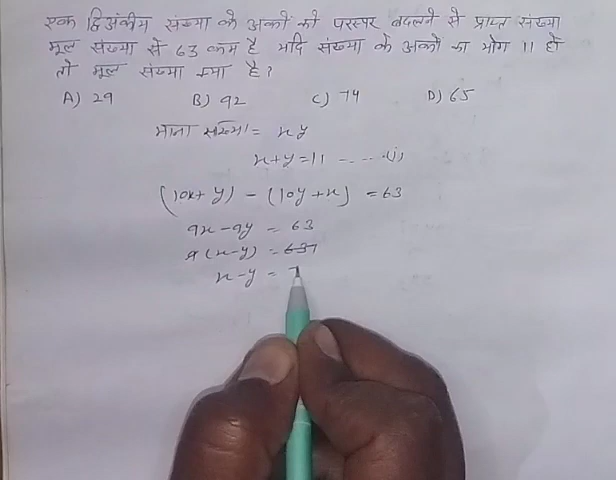 एक द्विअंकीय संख्या के अंकों को परस्पर बदलने से प्राप्त संख्या
मूल संख्या से 63 कम है यदि संख्या के अंकों का योग 11 हो
तो मूल संख्या क्या है?
A) 29 B) 92 C) 74 D) 65
माना संख्या = xy
x+y=11 ..... (i)
(10x+y) - (10y+x) = 63
9x-9y = 63
9(x-y) = 637
x-y = 7